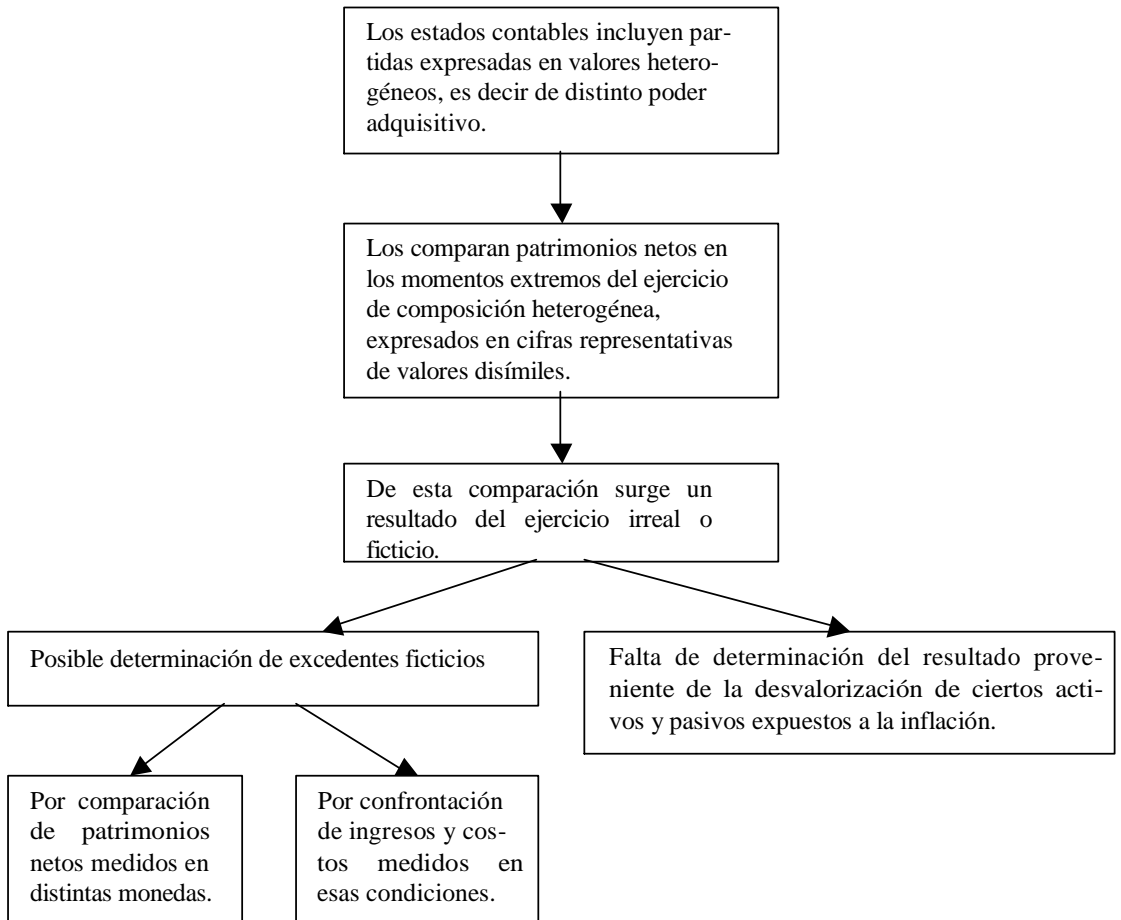 Los estados contables incluyen par-
tidas expresadas en valores hetero-
géneos, es decir de distinto poder
adquisitivo.
Los comparan patrimonios netos en
los momentos extremos del ejercicio
de composición heterogénea,
expresados en cifras representativas
de valores disímiles.
De esta comparación surge un
resultado del ejercicio irreal o
ficticio.
Posible determinación de excedentes ficticios
Falta de determinación del resultado prove-
niente de la desvalorización de ciertos acti-
vos y pasivos expuestos a la inflación.
Por comparación
de patrimonios
netos medidos en
distintas monedas.
Por confrontación
de ingresos y cos-
tos medidos en
esas condiciones.